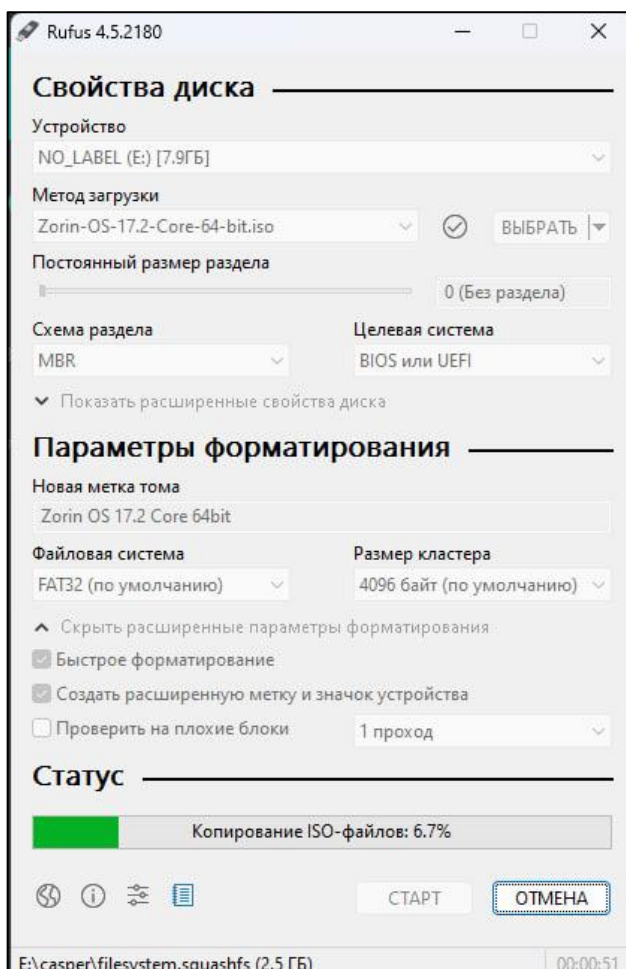 Rufus 4.5.2180
Свойства диска
Устройство
NO_LABEL (E:) [7.9ГБ]
Метод загрузки
Zorin-OS-17.2-Core-64-bit.iso ВЫБРАТЬ
Постоянный размер раздела
0 (Без раздела)
Схема раздела Целевая система
MBR BIOS или UEFI
Показать расширенные свойства диска
Параметры форматирования
Новая метка тома
Zorin OS 17.2 Core 64bit
Файловая система Размер кластера
FAT32 (по умолчанию) 4096 байт (по умолчанию)
Скрыть расширенные параметры форматирования
Быстрое форматирование
Создать расширенную метку и значок устройства
Проверить на плохие блоки 1 проход
Статус
Копирование ISO-файлов: 6.7%
СТАРТ ОТМЕНА
E:\casper\filesystem.squashfs (2.5 ГБ) 00:00:51